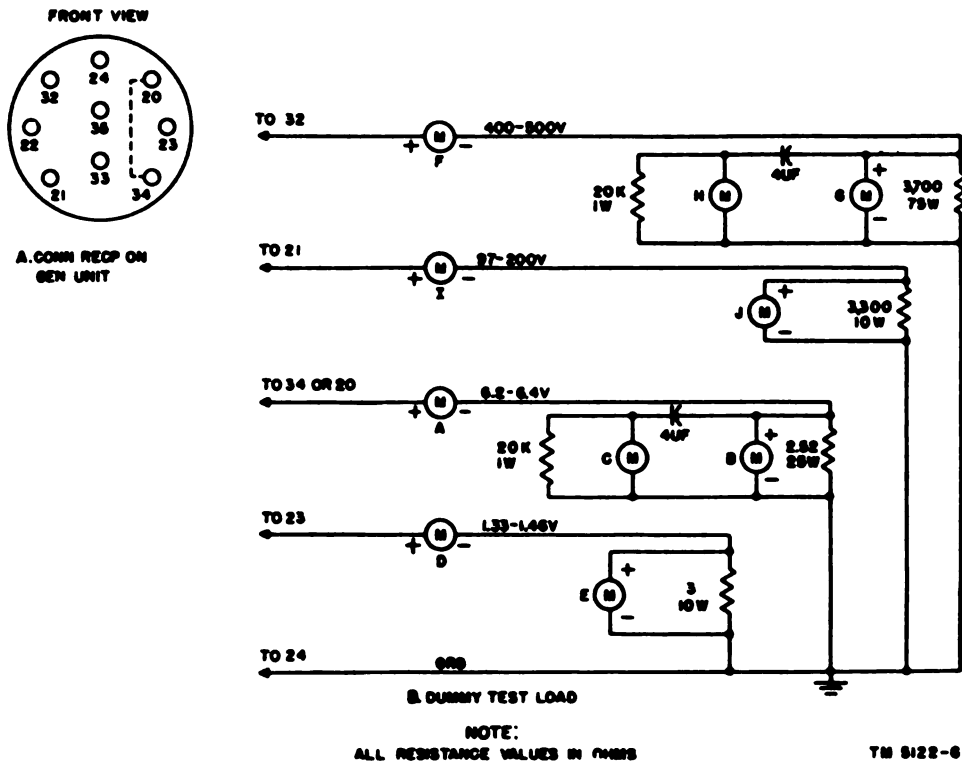 FRONT VIEW
24
32
20
36
22
23
33
21
34
A. CONN RECP ON
GEN UNIT
TO 32
+ M -
F
400-500V
20K
1W
M
H
4UF
+
M
G
-
3,700
75W
TO 21
+ M -
I
97-200V
J
M
+
-
3,300
10W
TO 34 OR 20
+ M -
A
6.2-6.4V
20K
1W
C
M
4UF
B
M
+
-
2.52
25W
TO 23
+ M -
D
1.33-1.46V
E
M
+
-
3
10W
TO 24
GRD
B. DUMMY TEST LOAD
NOTE:
ALL RESISTANCE VALUES IN OHMS
TM 5122-6